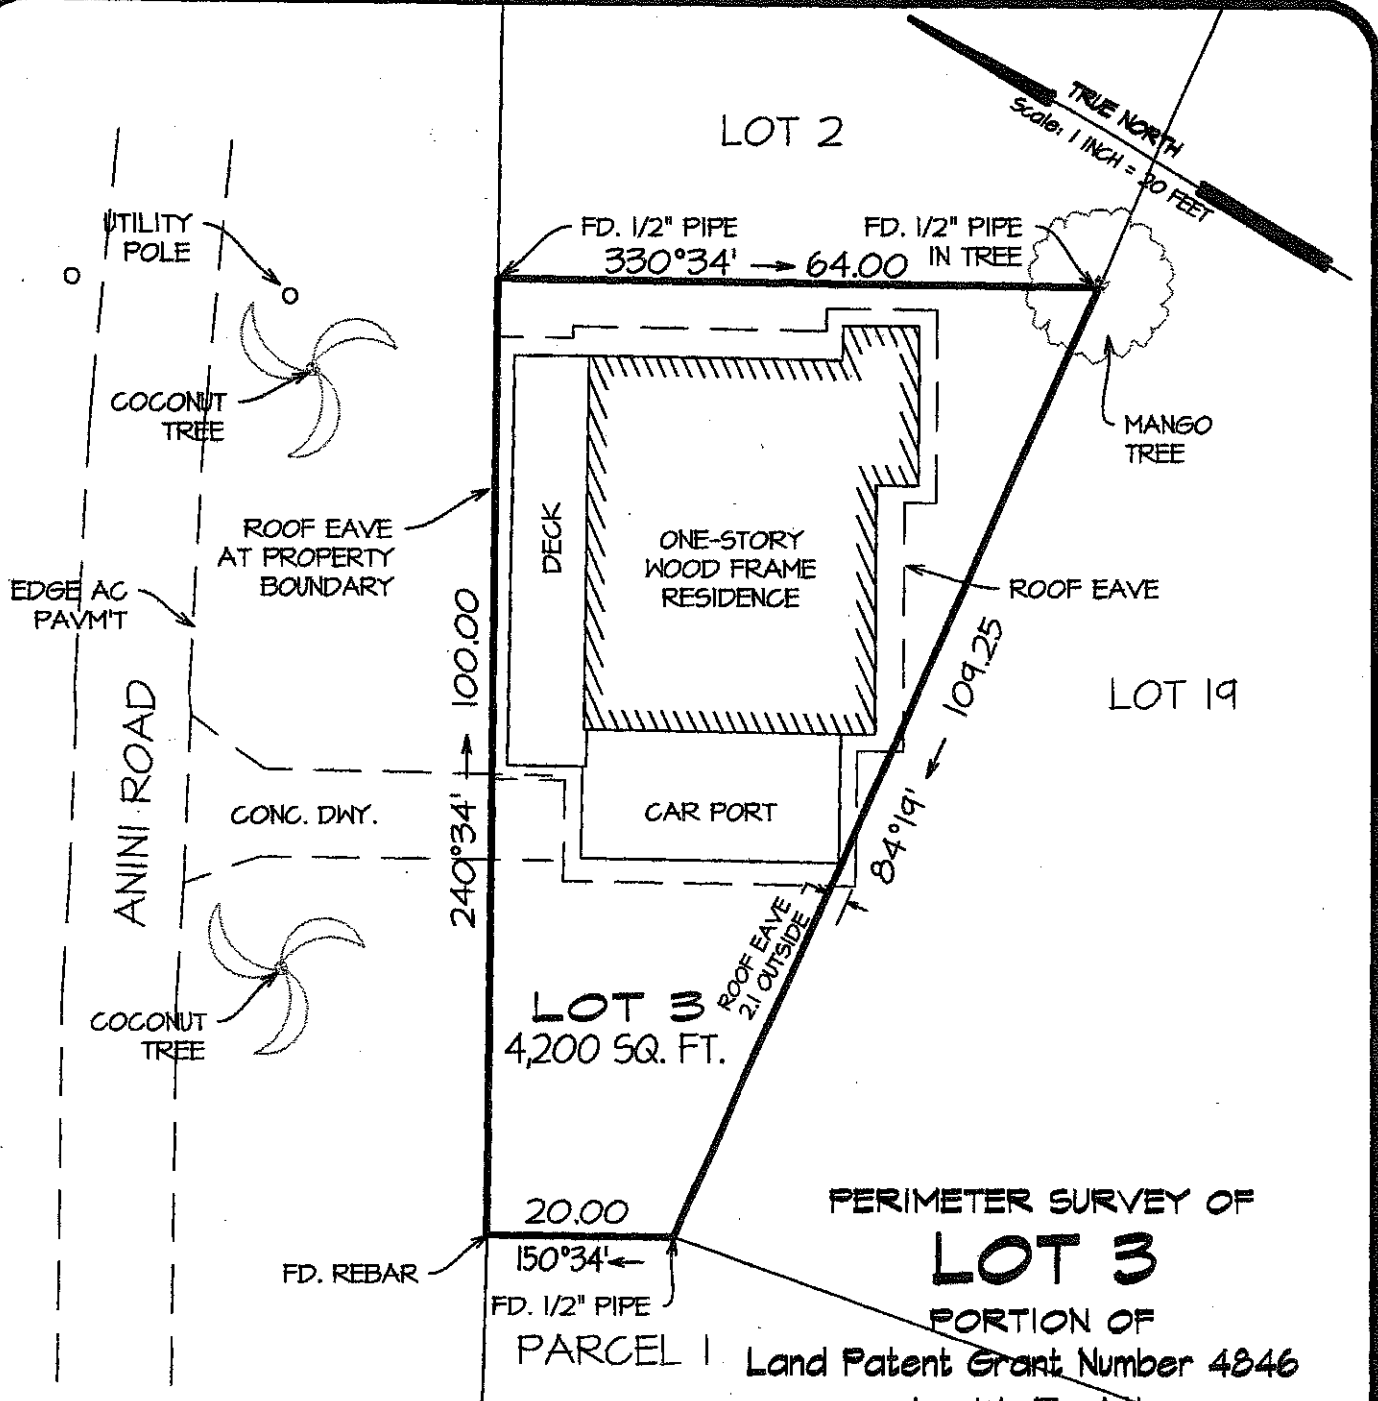 LOT 2
TRUE NORTH
Scale: 1 INCH = 20 FEET
UTILITY
POLE
FD. 1/2" PIPE
330°34' → 64.00
FD. 1/2" PIPE
IN TREE
COCONUT
TREE
MANGO
TREE
ROOF EAVE
AT PROPERTY
BOUNDARY
DECK
ONE-STORY
WOOD FRAME
RESIDENCE
ROOF EAVE
EDGE AC
PAVM'T
240°34' → 100.00
84°19' ← 109.25
LOT 19
ANINI ROAD
CONC. DWY.
CAR PORT
ROOF EAVE
2.1 OUTSIDE
LOT 3
4,200 SQ. FT.
COCONUT
TREE
20.00
150°34' ←
FD. REBAR
FD. 1/2" PIPE
PARCEL 1
PERIMETER SURVEY OF
LOT 3
PORTION OF
Land Patent Grant Number 4846